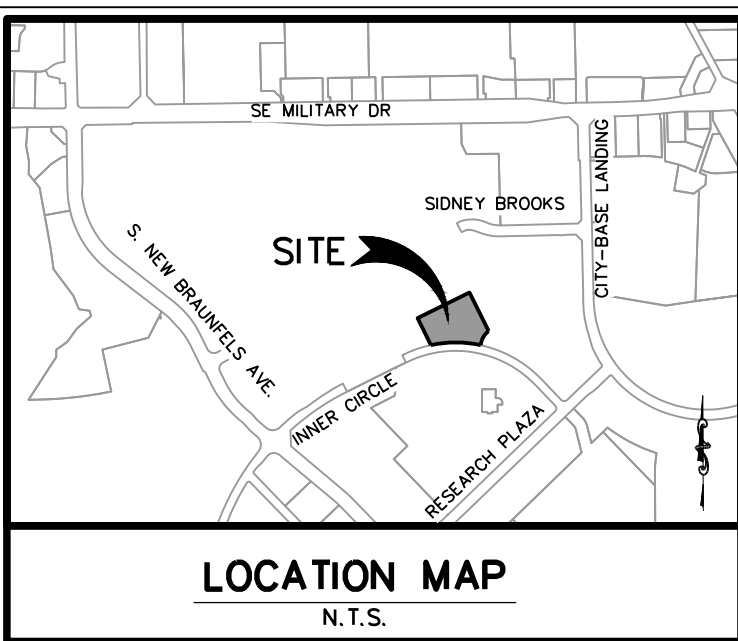 SE MILITARY DR
SIDNEY BROOKS
CITY-BASE LANDING
SITE
S. NEW BRAUNFELS AVE.
INNER CIRCLE
RESEARCH PLAZA
LOCATION MAP
N.T.S.